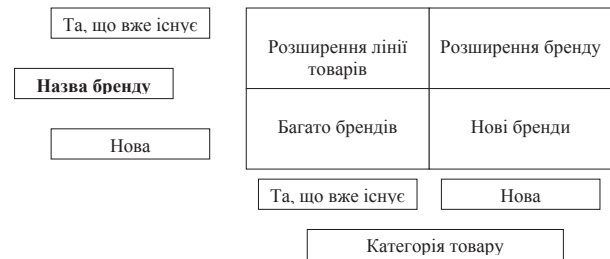 Та, що вже існує
Розширення лінії
товарів
Розширення бренду
Назва бренду
Багато брендів
Нові бренди
Нова
Та, що вже існує
Нова
Категорія товару